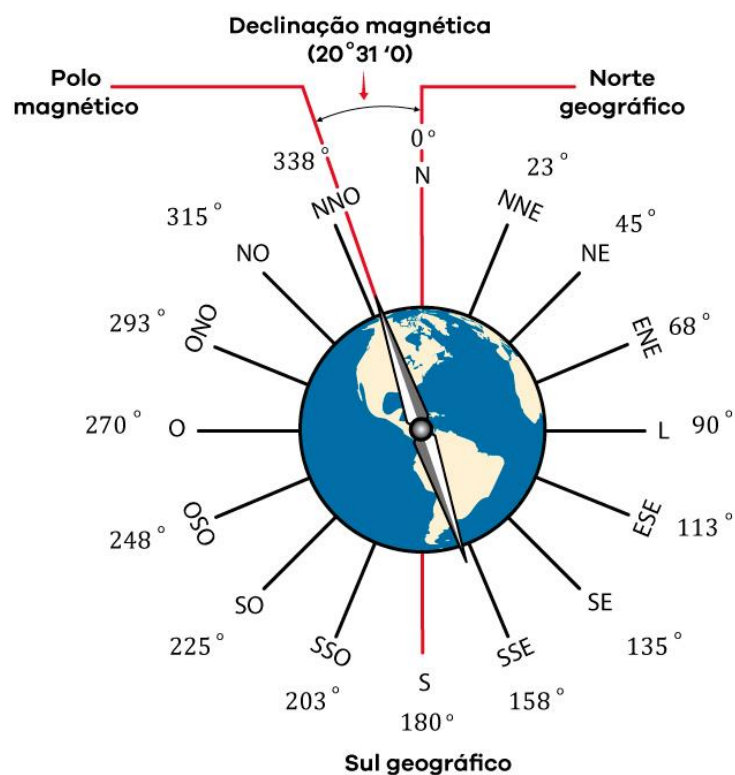 Declinação magnética
(20°31 ‘0)
Polo
magnético
Norte
geográfico
0°
N
338°
NNO
23°
NNE
315°
NO
45°
NE
293°
ONO
68°
ENE
270°
O
L
90°
248°
OSO
ESE
113°
225°
SO
SE
135°
203°
SSO
SSE
158°
S
180°
Sul geográfico